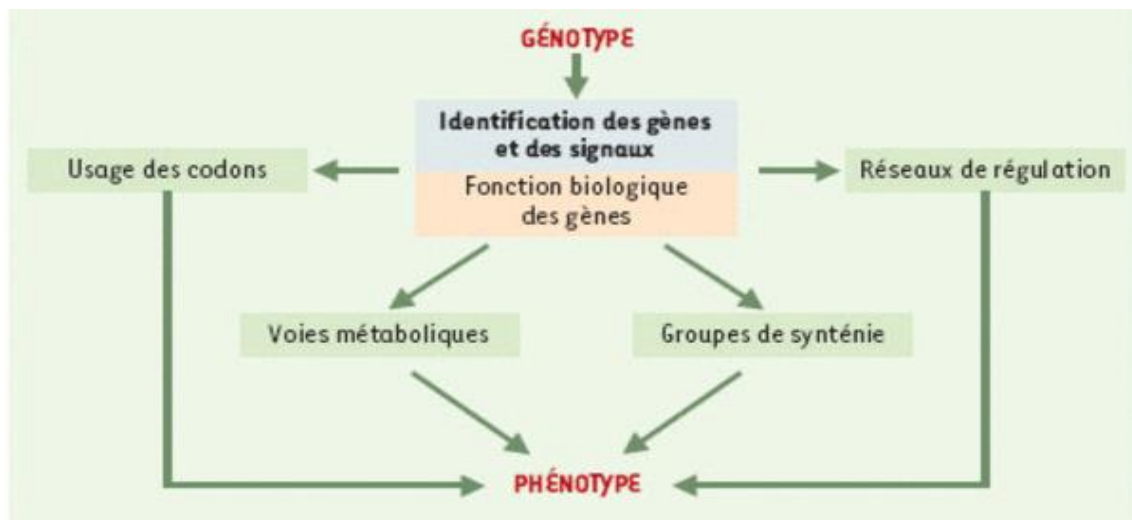 GÉNOTYPE
Identification des gènes
et des signaux
Usage des codons
Réseaux de régulation
Fonction biologique
des gènes
Voies métaboliques
Groupes de synténie
PHÉNOTYPE